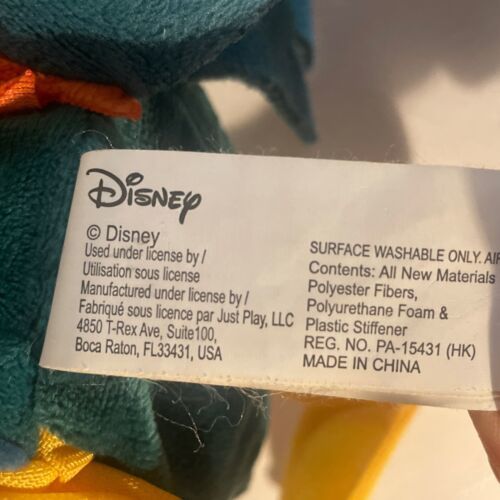 Disney
© Disney
Used under license by /
Utilisation sous license
Manufactured under license by /
Fabriqué sous licence par Just Play, LLC
4850 T-Rex Ave, Suite100,
Boca Raton, FL33431, USA
SURFACE WASHABLE ONLY. AIR
Contents: All New Materials
Polyester Fibers,
Polyurethane Foam &
Plastic Stiffener
REG. NO. PA-15431 (HK)
MADE IN CHINA